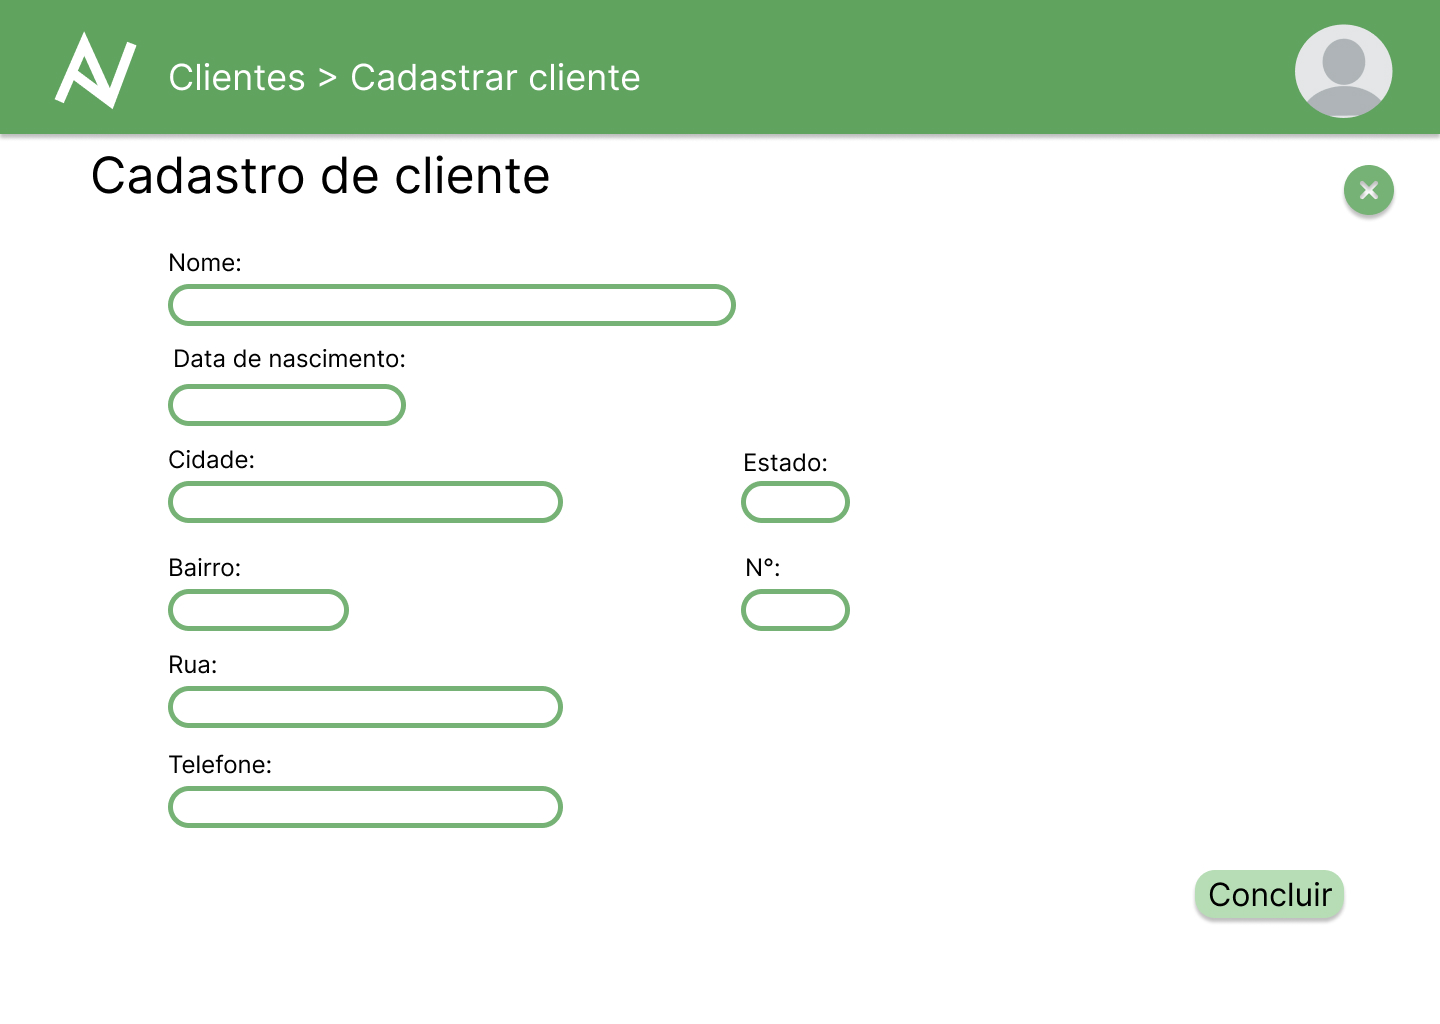 Clientes > Cadastrar cliente
Cadastro de cliente
Nome:
Data de nascimento:
Cidade:
Estado:
Bairro:
N°:
Rua:
Telefone:
Concluir